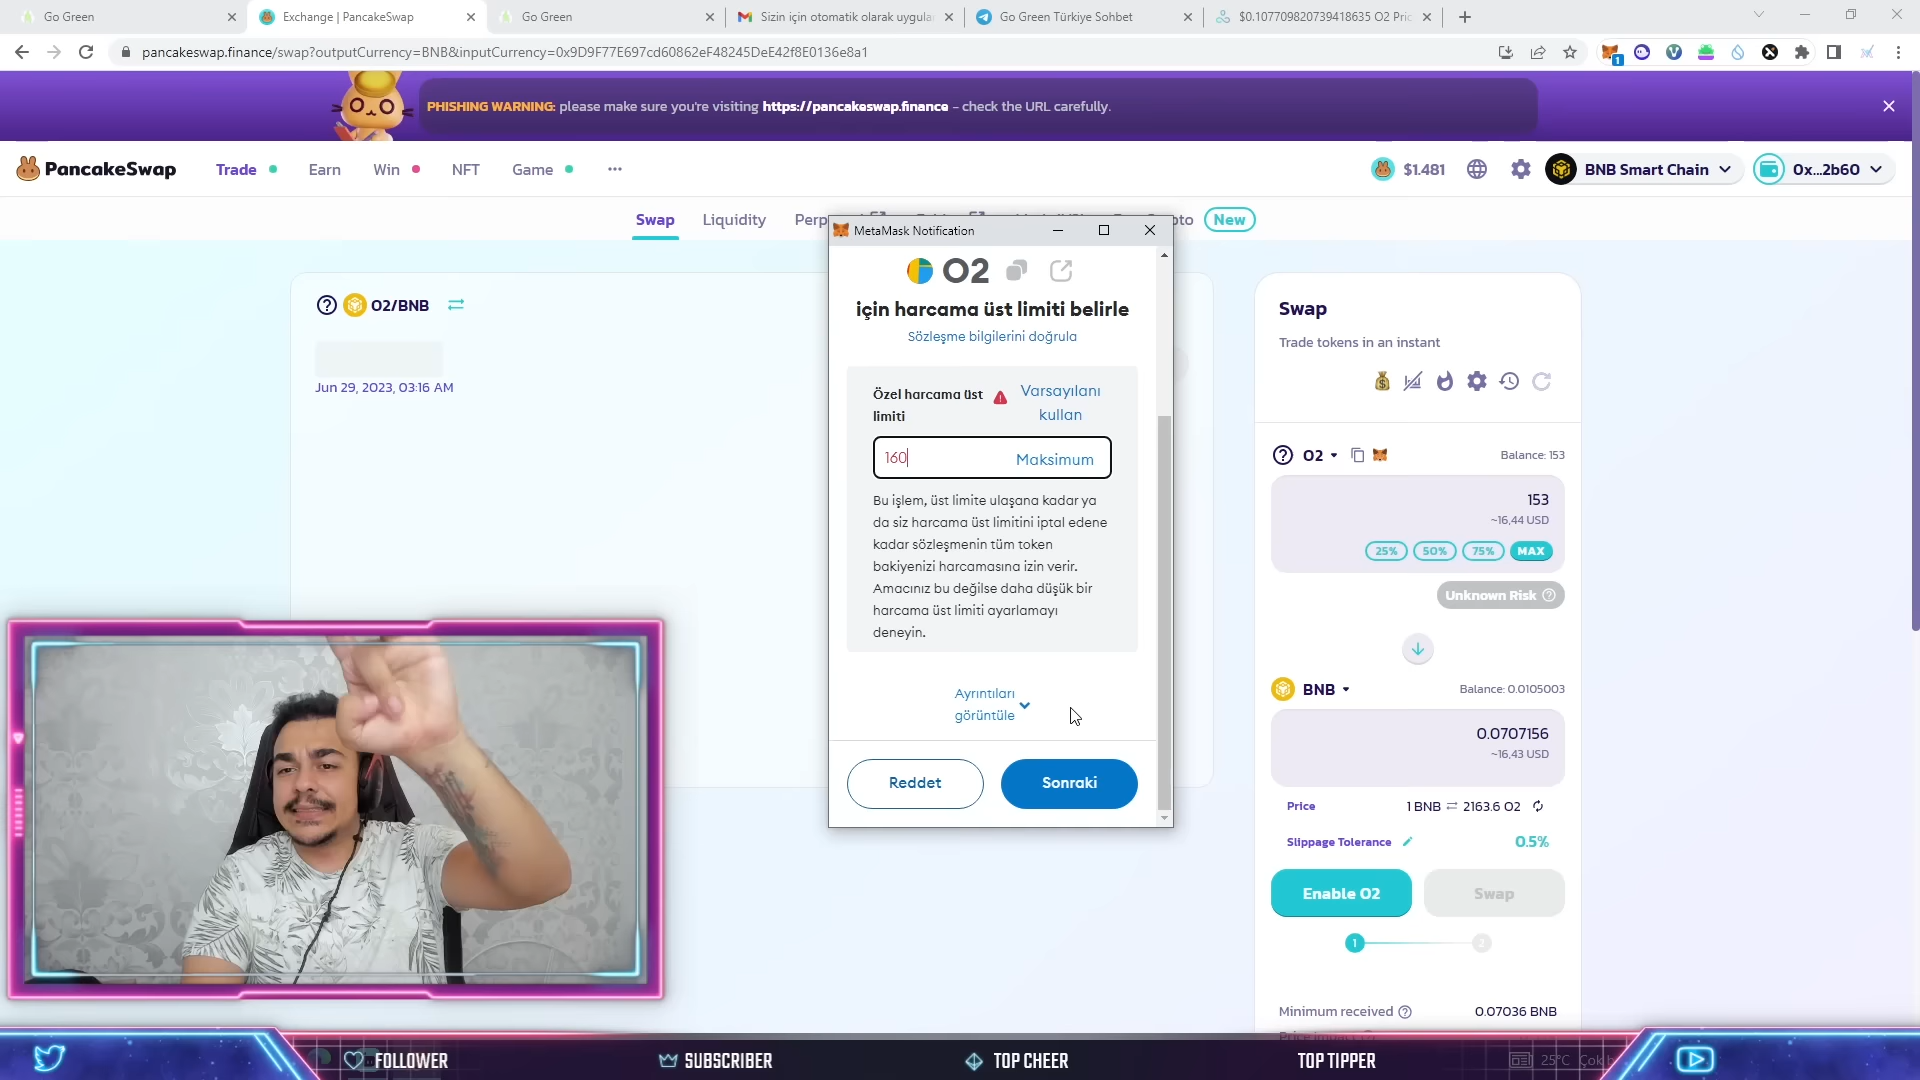 Go Green
Exchange | PancakeSwap
Go Green
Sizin için otomatik olarak uygula
Go Green Türkiye Sohbet
$0.107709820739418635 O2 Pric
pancakeswap.finance/swap?outputCurrency=BNB&inputCurrency=0x9D9F77E697cd60862eF48245DeE42f8E0136e8a1
1
PHISHING WARNING: please make sure you're visiting https://pancakeswap.finance - check the URL carefully.
PancakeSwap
Trade
Earn
Win
NFT
Game
$1.481
BNB Smart Chain
0x...2b60
Swap
Liquidity
Perp
New
MetaMask Notification
O2
için harcama üst limiti belirle
Sözleşme bilgilerini doğrula
Özel harcama üst
limiti
Varsayılanı
kullan
160
Maksimum
Bu işlem, üst limite ulaşana kadar ya
da siz harcama üst limitini iptal edene
kadar sözleşmenin tüm token
bakiyenizi harcamasına izin verir.
Amacınız bu değilse daha düşük bir
harcama üst limiti ayarlamayı
deneyin.
Ayrıntıları
görüntüle
Reddet
Sonraki
O2/BNB
Jun 29, 2023, 03:16 AM
Swap
Trade tokens in an instant
O2
Balance: 153
153
~16,44 USD
25%
50%
75%
MAX
Unknown Risk
BNB
Balance: 0.0105003
0.0707156
~16,43 USD
Price
1 BNB ⇄ 2163.6 O2
Slippage Tolerance
0.5%
Enable O2
Swap
1
2
Minimum received
0.07036 BNB
FOLLOWER
SUBSCRIBER
TOP CHEER
TOP TIPPER
25°C